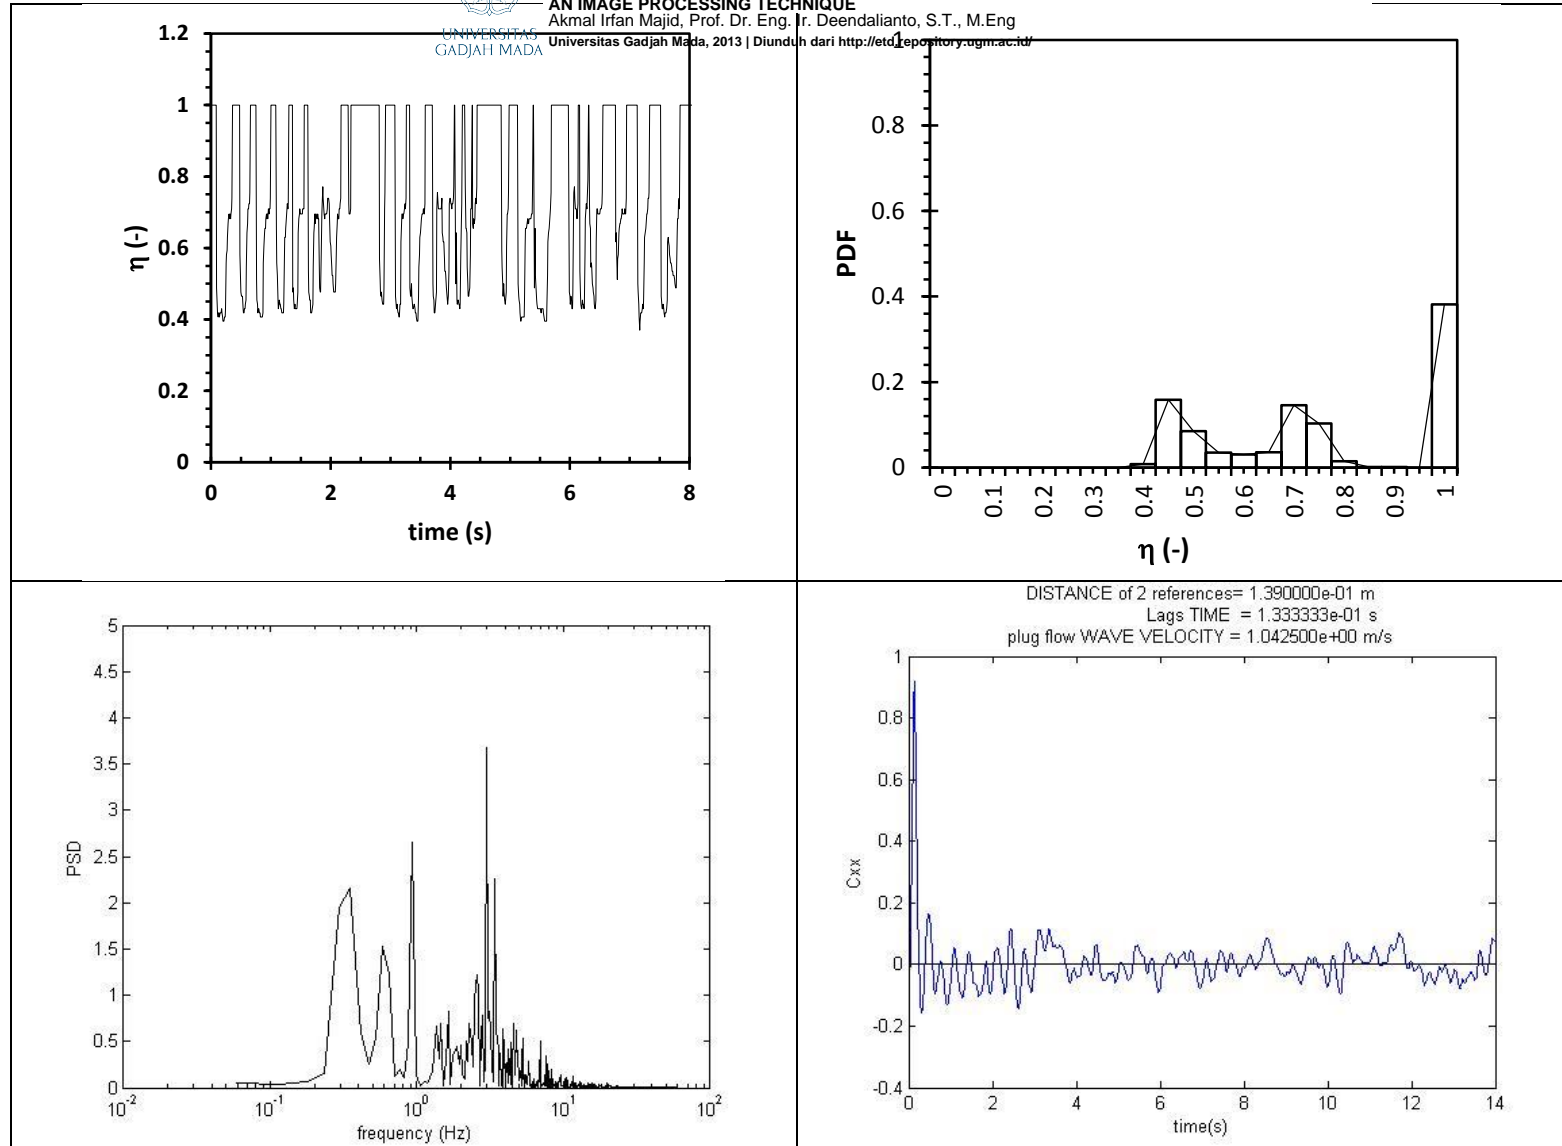 AN IMAGE PROCESSING TECHNIQUE
Akmal Irfan Majid, Prof. Dr. Eng. Ir. Deendalianto, S.T., M.Eng
UNIVERSITAS
GADJAH MADA
Universitas Gadjah Mada, 2013 | Diunduh dari http://etd.repository.ugm.ac.id/
1.2
1
0.8
0.6
0.4
0.2
0
η (-)
0 2 4 6 8
time (s)
1
0.8
0.6
0.4
0.2
0
PDF
0 0.1 0.2 0.3 0.4 0.5 0.6 0.7 0.8 0.9 1
η (-)
5
4.5
4
3.5
3
2.5
2
1.5
1
0.5
0
PSD
10⁻² 10⁻¹ 10⁰ 10¹ 10²
frequency (Hz)
DISTANCE of 2 references= 1.390000e-01 m
Lags TIME = 1.333333e-01 s
plug flow WAVE VELOCITY = 1.042500e+00 m/s
1
0.8
0.6
0.4
0.2
0
-0.2
-0.4
Cxx
0 2 4 6 8 10 12 14
time(s)